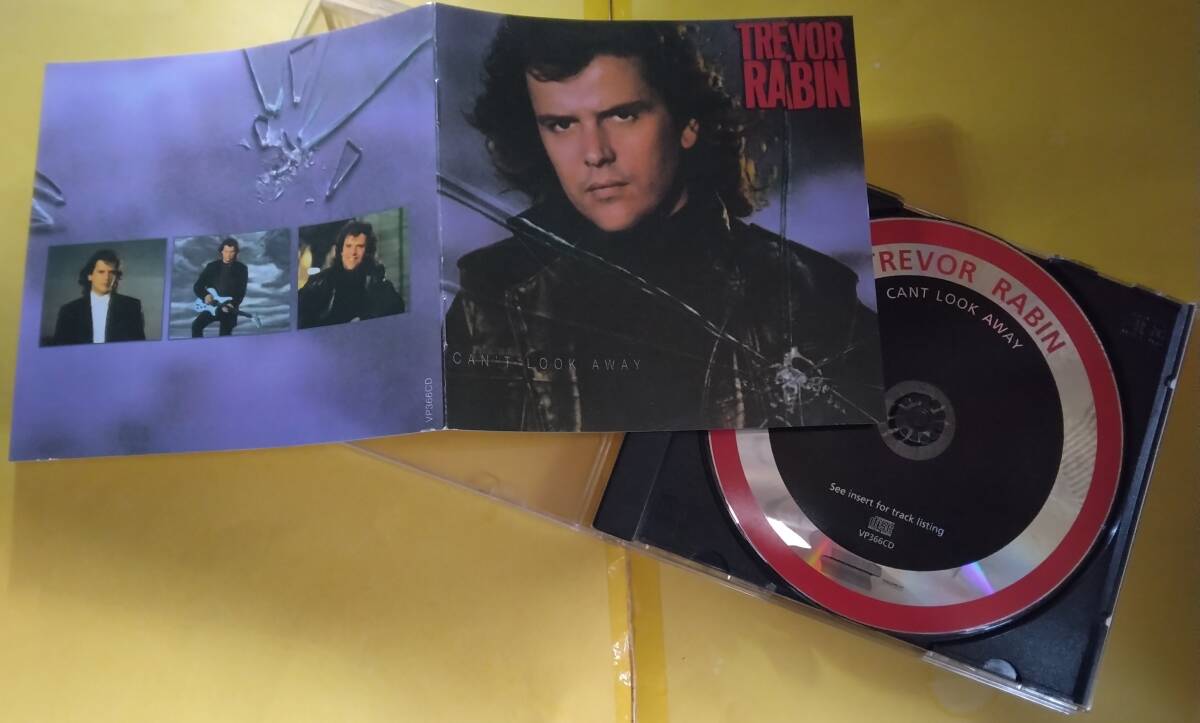 TREVOR
RABIN
CAN'T LOOK AWAY
VP366CD
TREVOR RABIN
CANT LOOK AWAY
See insert for track listing
VP366CD